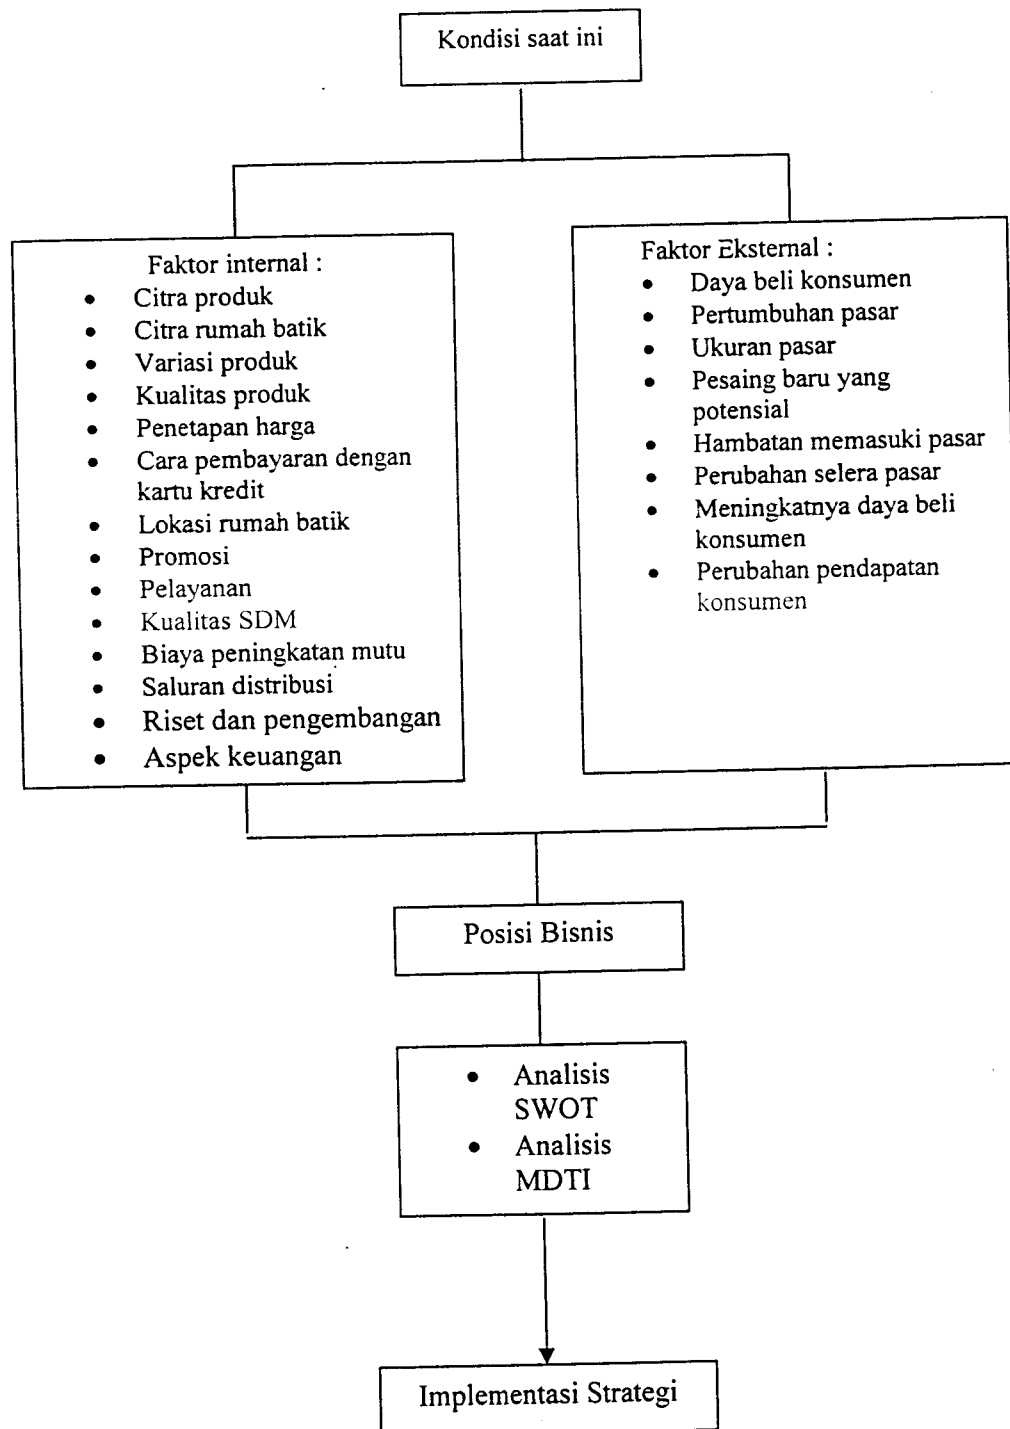 Kondisi saat ini
Faktor internal :
• Citra produk
• Citra rumah batik
• Variasi produk
• Kualitas produk
• Penetapan harga
• Cara pembayaran dengan
kartu kredit
• Lokasi rumah batik
• Promosi
• Pelayanan
• Kualitas SDM
• Biaya peningkatan mutu
• Saluran distribusi
• Riset dan pengembangan
• Aspek keuangan
Faktor Eksternal :
• Daya beli konsumen
• Pertumbuhan pasar
• Ukuran pasar
• Pesaing baru yang
potensial
• Hambatan memasuki pasar
• Perubahan selera pasar
• Meningkatnya daya beli
konsumen
• Perubahan pendapatan
konsumen
Posisi Bisnis
• Analisis
SWOT
• Analisis
MDTI
Implementasi Strategi